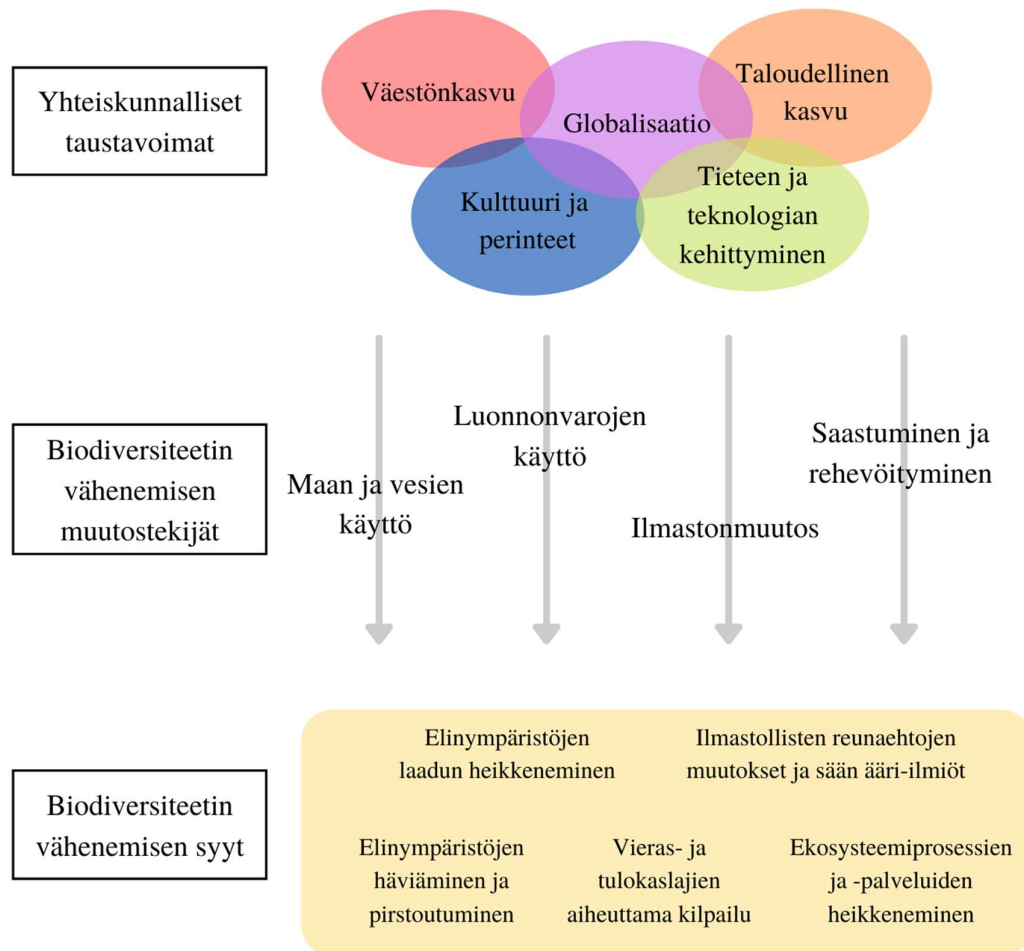 Yhteiskunnalliset
taustavoimat
Väestönkasvu
Globalisaatio
Taloudellinen
kasvu
Kulttuuri ja
perinteet
Tieteen ja
teknologian
kehittyminen
Biodiversiteetin
vähenemisen
muutostekijät
Maan ja vesien
käyttö
Luonnonvarojen
käyttö
Ilmastonmuutos
Saastuminen ja
rehevöityminen
Biodiversiteetin
vähenemisen syyt
Elinympäristöjen
laadun heikkeneminen
Ilmastollisten reunaehtojen
muutokset ja sään ääri-ilmiöt
Elinympäristöjen
häviäminen ja
pirstoutuminen
Vieras- ja
tulokaslajien
aiheuttama kilpailu
Ekosysteemiprosessien
ja -palveluiden
heikkeneminen